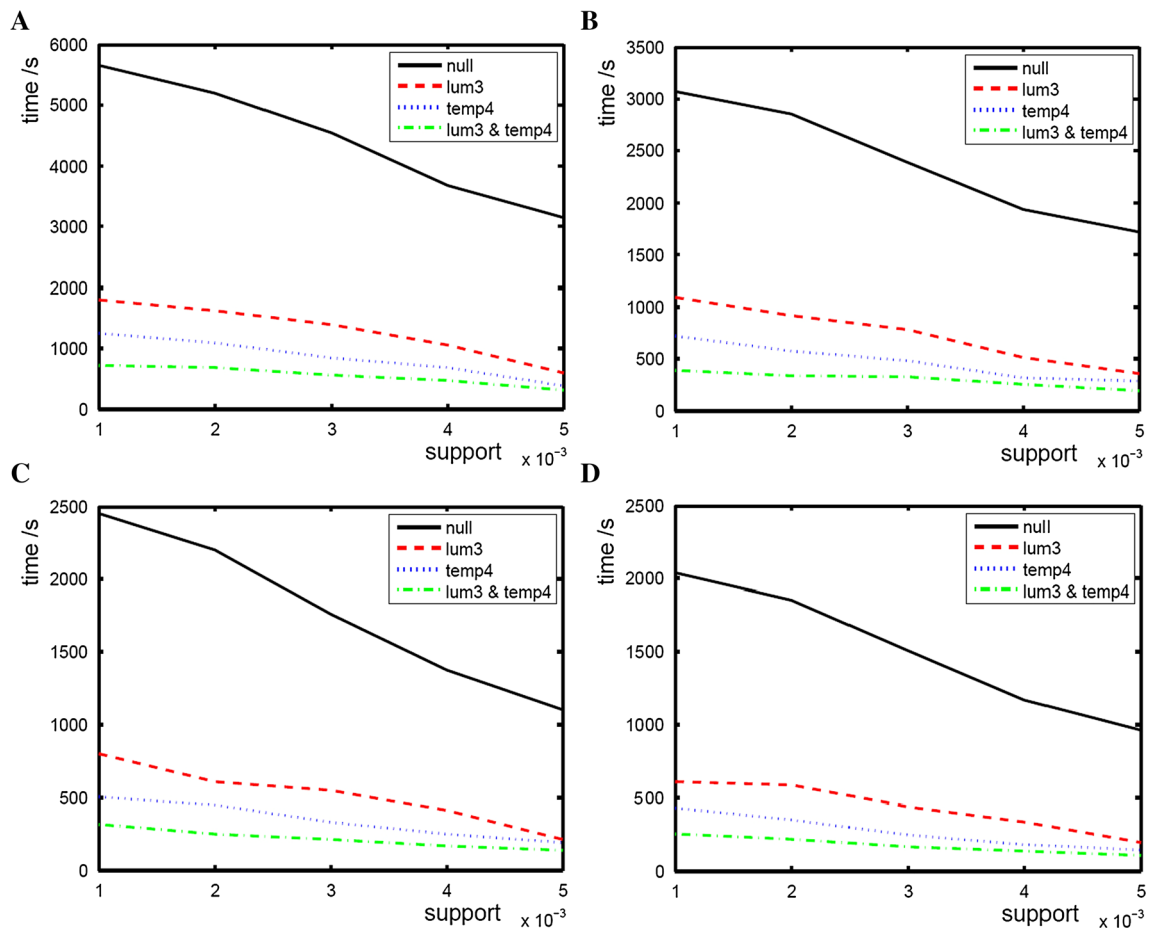 A
time /s
6000
5000
4000
3000
2000
1000
0
1 2 3 4 5
support x 10⁻³
null
lum3
temp4
lum3 & temp4
B
time /s
3500
3000
2500
2000
1500
1000
500
0
1 2 3 4 5
support x 10⁻³
null
lum3
temp4
lum3 & temp4
C
time /s
2500
2000
1500
1000
500
0
1 2 3 4 5
support x 10⁻³
null
lum3
temp4
lum3 & temp4
D
time /s
2500
2000
1500
1000
500
0
1 2 3 4 5
support x 10⁻³
null
lum3
temp4
lum3 & temp4